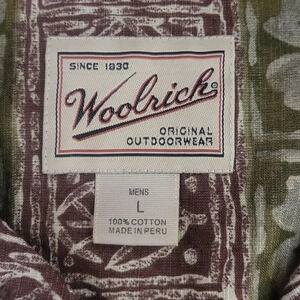 SINCE 1830
Woolrich®
ORIGINAL
OUTDOORWEAR
MENS
L
100% COTTON
MADE IN PERU